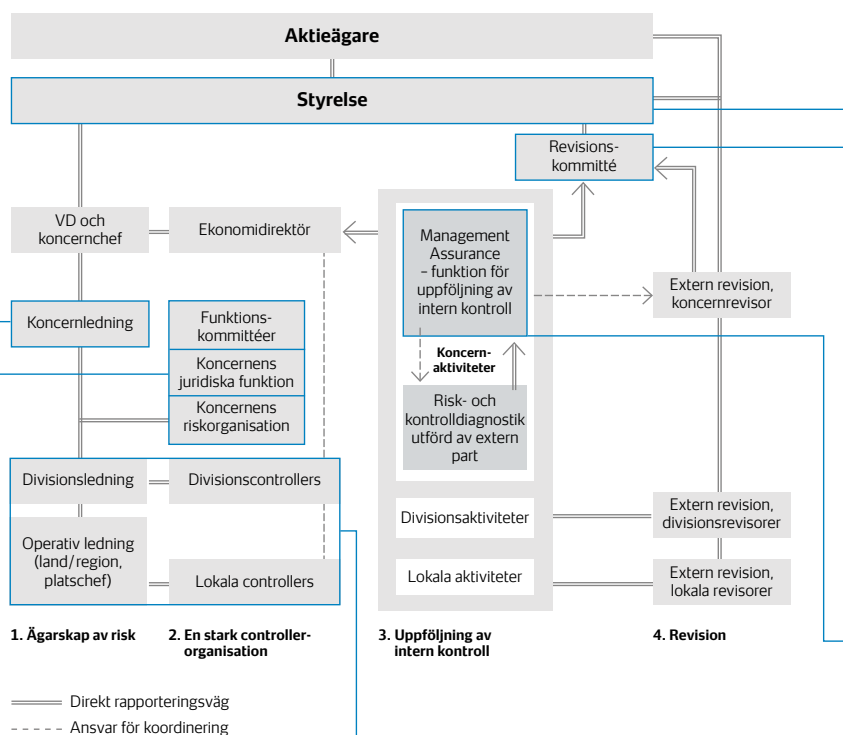 Aktieägare
Styrelse
Revisions-
kommitté
VD och
koncernchef
Ekonomidirektör
Management
Assurance
– funktion för
uppföljning av
intern kontroll
Extern revision,
koncernrevisor
Koncernledning
Funktions-
kommittéer
Koncernens
juridiska funktion
Koncernens
riskorganisation
Koncern-
aktiviteter
Risk- och
kontrolldiagnostik
utförd av extern
part
Divisionsledning
Divisionscontrollers
Divisionsaktiviteter
Extern revision,
divisionsrevisorer
Operativ ledning
(land/region,
platschef)
Lokala controllers
Lokala aktiviteter
Extern revision,
lokala revisorer
1. Ägarskap av risk
2. En stark controller-
organisation
3. Uppföljning av
intern kontroll
4. Revision
Direkt rapporteringsväg
Ansvar för koordinering